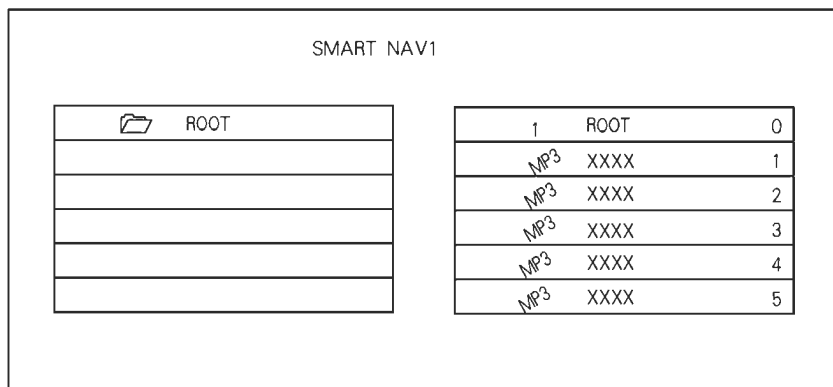 SMART NAV1
ROOT
1 ROOT 0
MP3 XXXX 1
MP3 XXXX 2
MP3 XXXX 3
MP3 XXXX 4
MP3 XXXX 5